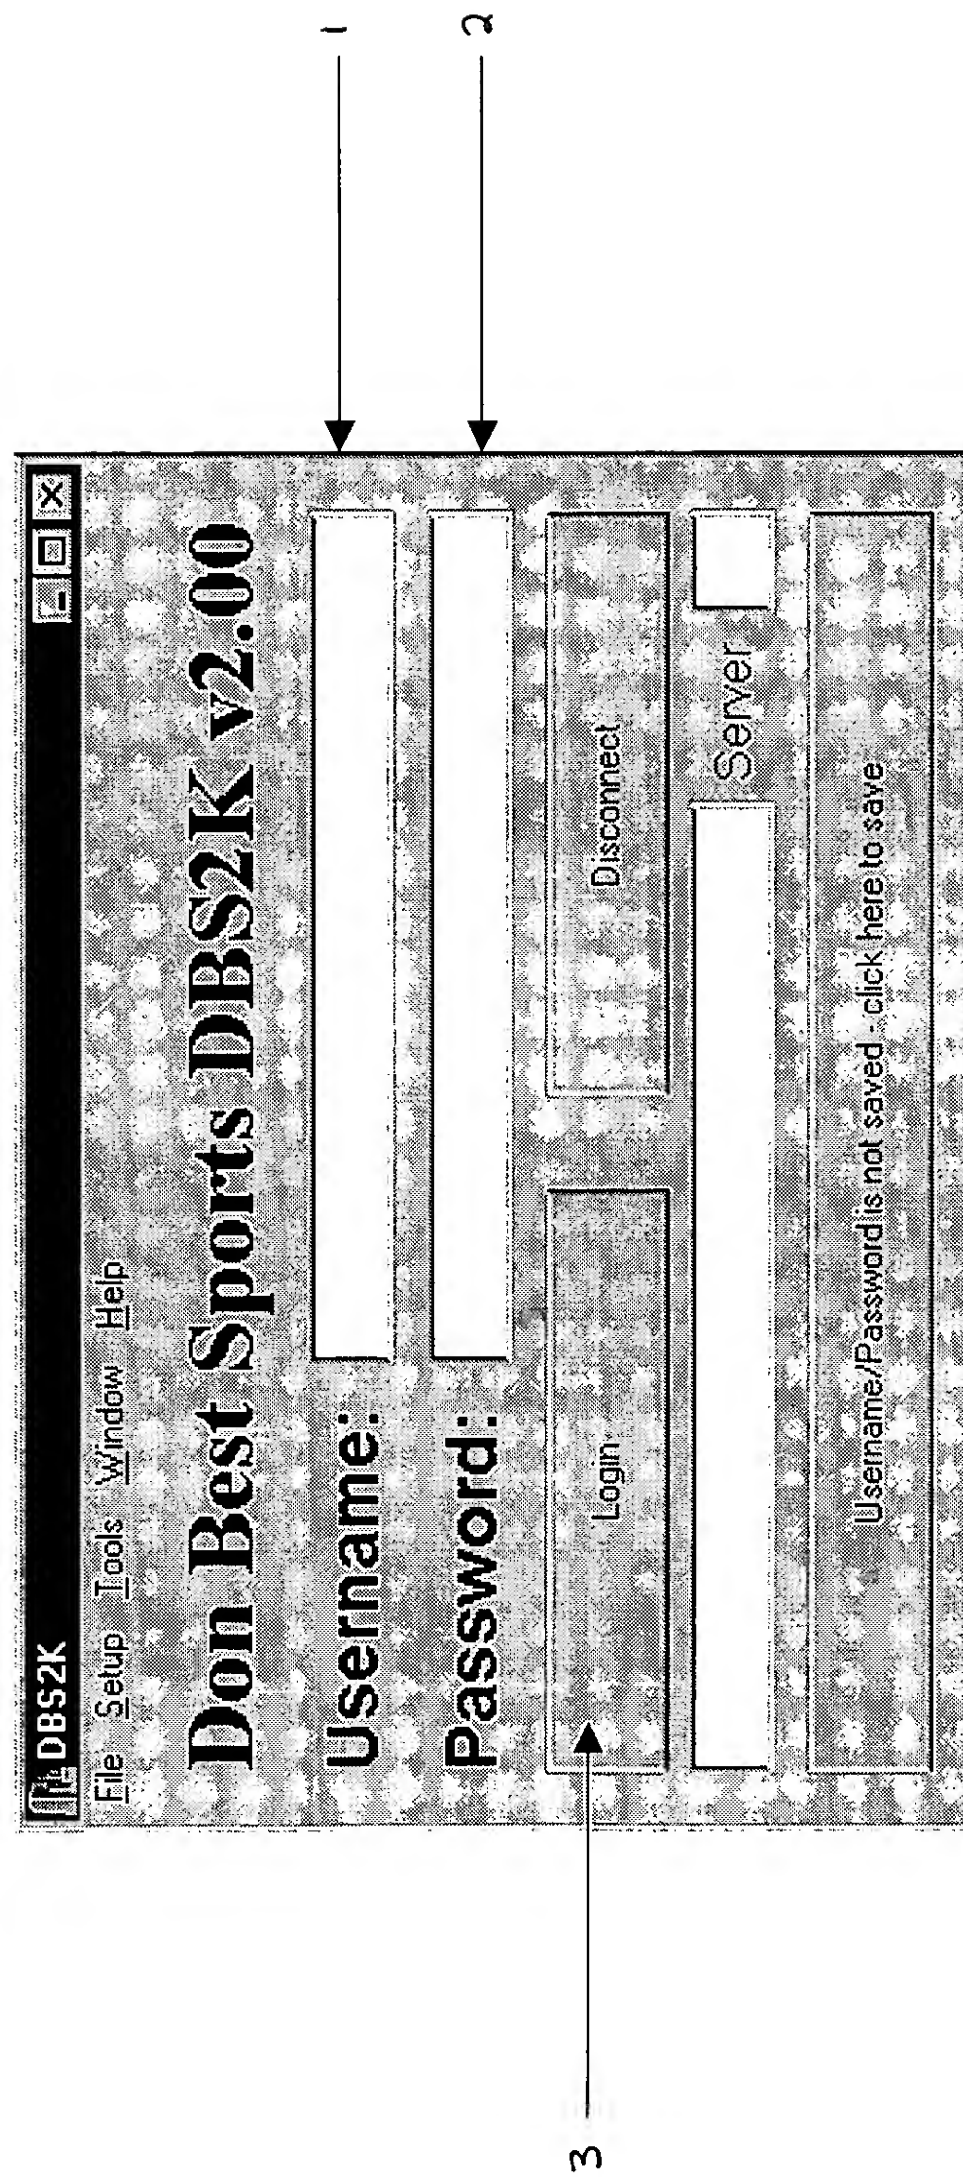 DBS2K
File Setup Tools Window Help
Don Best Sports DBS2K v2.00
Username:
1
Password:
2
3
Login Disconnect
Server
Username/Password is not saved - click here to save